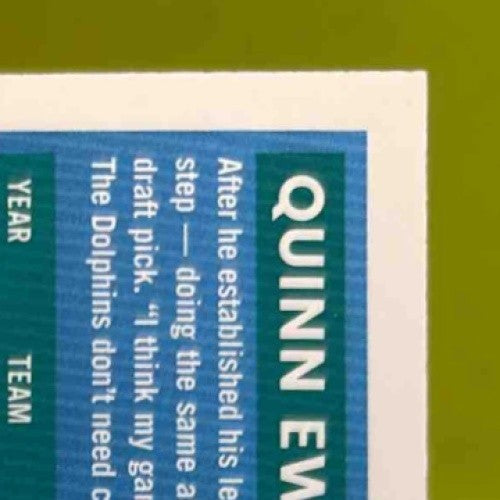 QUINN EW
After he established his le
step — doing the same a
draft pick. "I think my gar
The Dolphins don't need c
YEAR TEAM